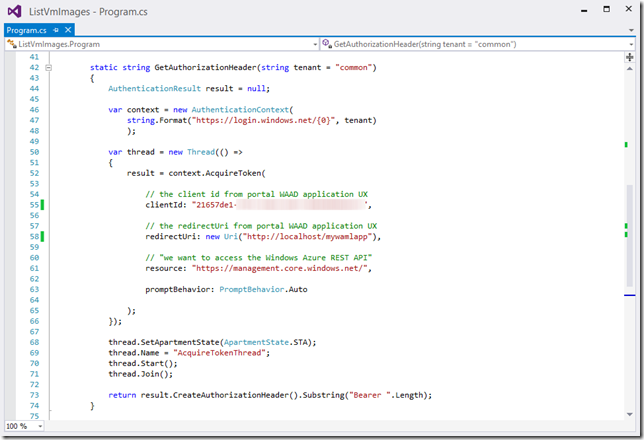 ListVmImages - Program.cs
Program.cs
ListVmImages.Program
GetAuthorizationHeader(string tenant = "common")
41
42 static string GetAuthorizationHeader(string tenant = "common")
43 {
44 AuthenticationResult result = null;
45
46 var context = new AuthenticationContext(
47 string.Format("https://login.windows.net/{0}", tenant)
48 );
49
50 var thread = new Thread(() =>
51 {
52 result = context.AcquireToken(
53
54 // the client id from portal WAAD application UX
55 clientId: "21657de1- ",
56
57 // the redirectUri from portal WAAD application UX
58 redirectUri: new Uri("http://localhost/mywamlapp"),
59
60 // "we want to access the Windows Azure REST API"
61 resource: "https://management.core.windows.net/",
62
63 promptBehavior: PromptBehavior.Auto
64
65 );
66 });
67
68 thread.SetApartmentState(ApartmentState.STA);
69 thread.Name = "AcquireTokenThread";
70 thread.Start();
71 thread.Join();
72
73 return result.CreateAuthorizationHeader().Substring("Bearer ".Length);
74 }
75
100 %